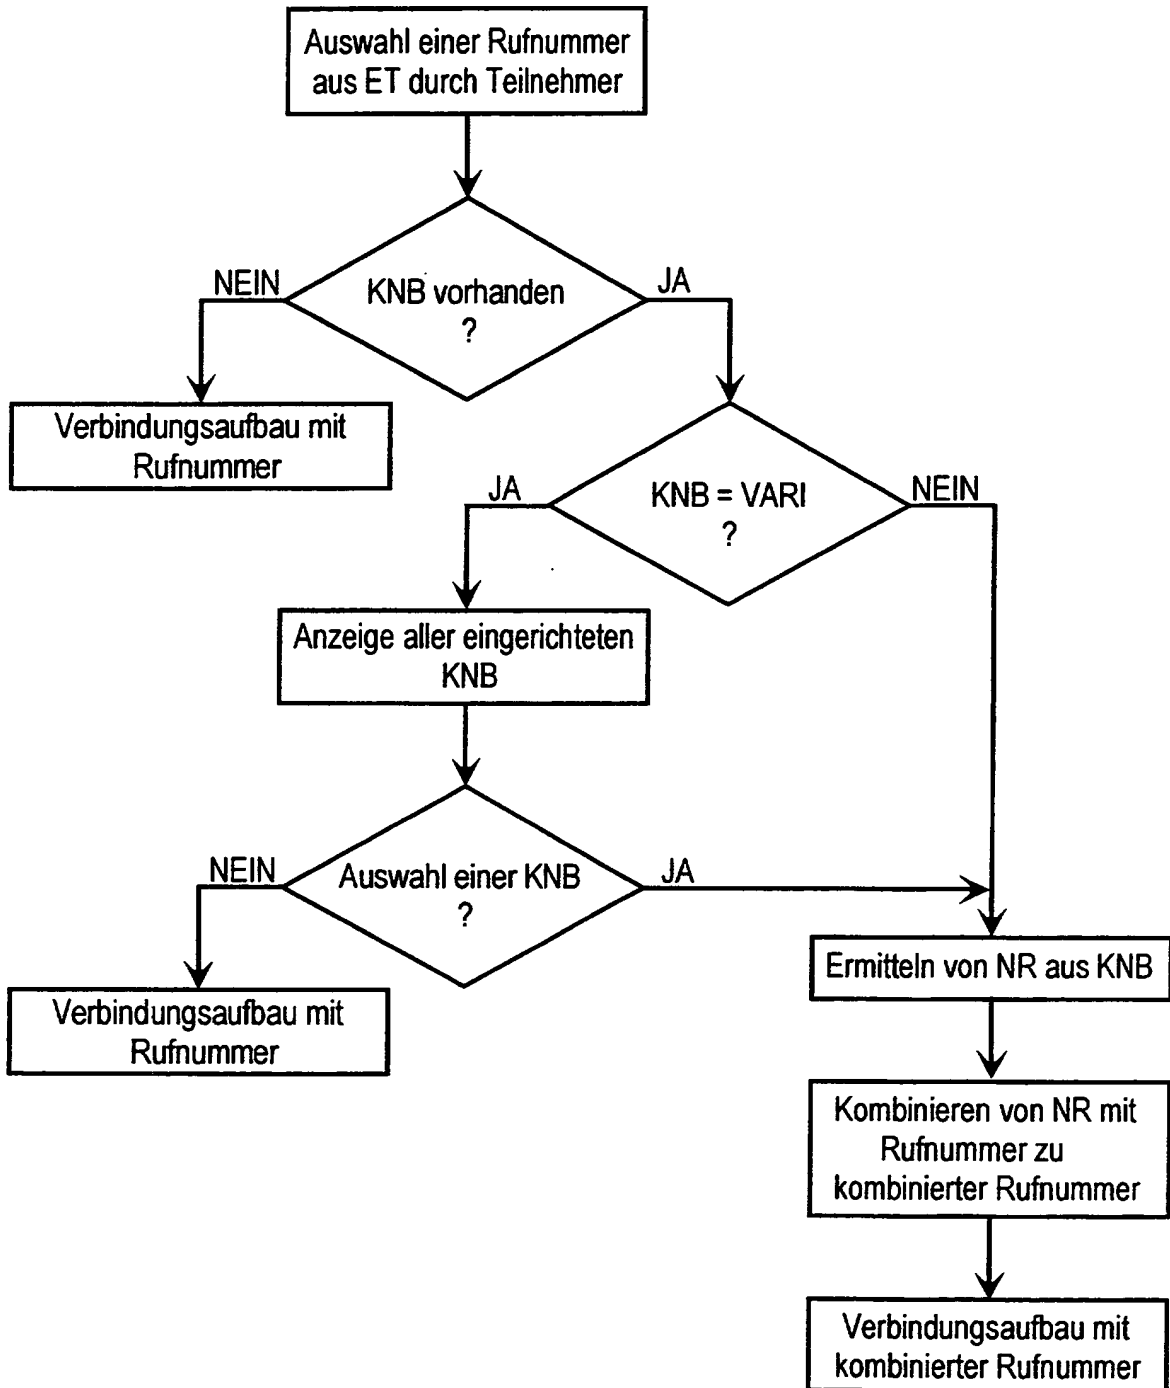 Auswahl einer Rufnummer
aus ET durch Teilnehmer
NEIN
KNB vorhanden
?
JA
Verbindungsaufbau mit
Rufnummer
JA
KNB = VARI
?
NEIN
Anzeige aller eingerichteten
KNB
NEIN
Auswahl einer KNB
?
JA
Verbindungsaufbau mit
Rufnummer
Ermitteln von NR aus KNB
Kombinieren von NR mit
Rufnummer zu
kombinierter Rufnummer
Verbindungsaufbau mit
kombinierter Rufnummer